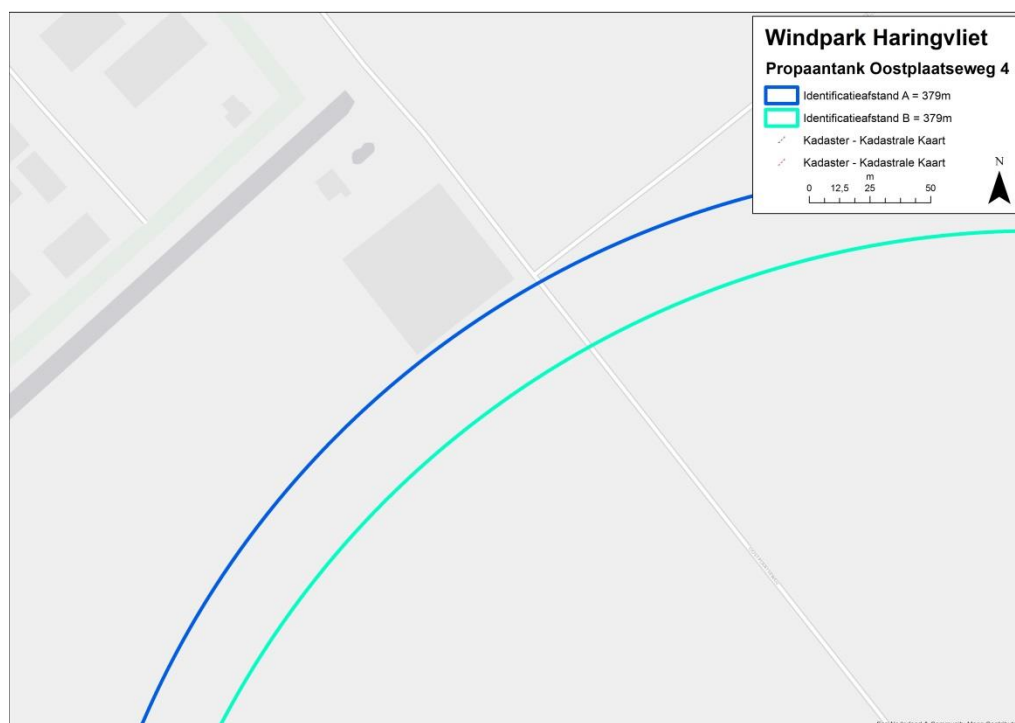 Windpark Haringvliet
Propaantank Oostplaatseweg 4
Identificatieafstand A = 379m
Identificatieafstand B = 379m
Kadaster - Kadastrale Kaart
Kadaster - Kadastrale Kaart
N
m
0 12,5 25 50